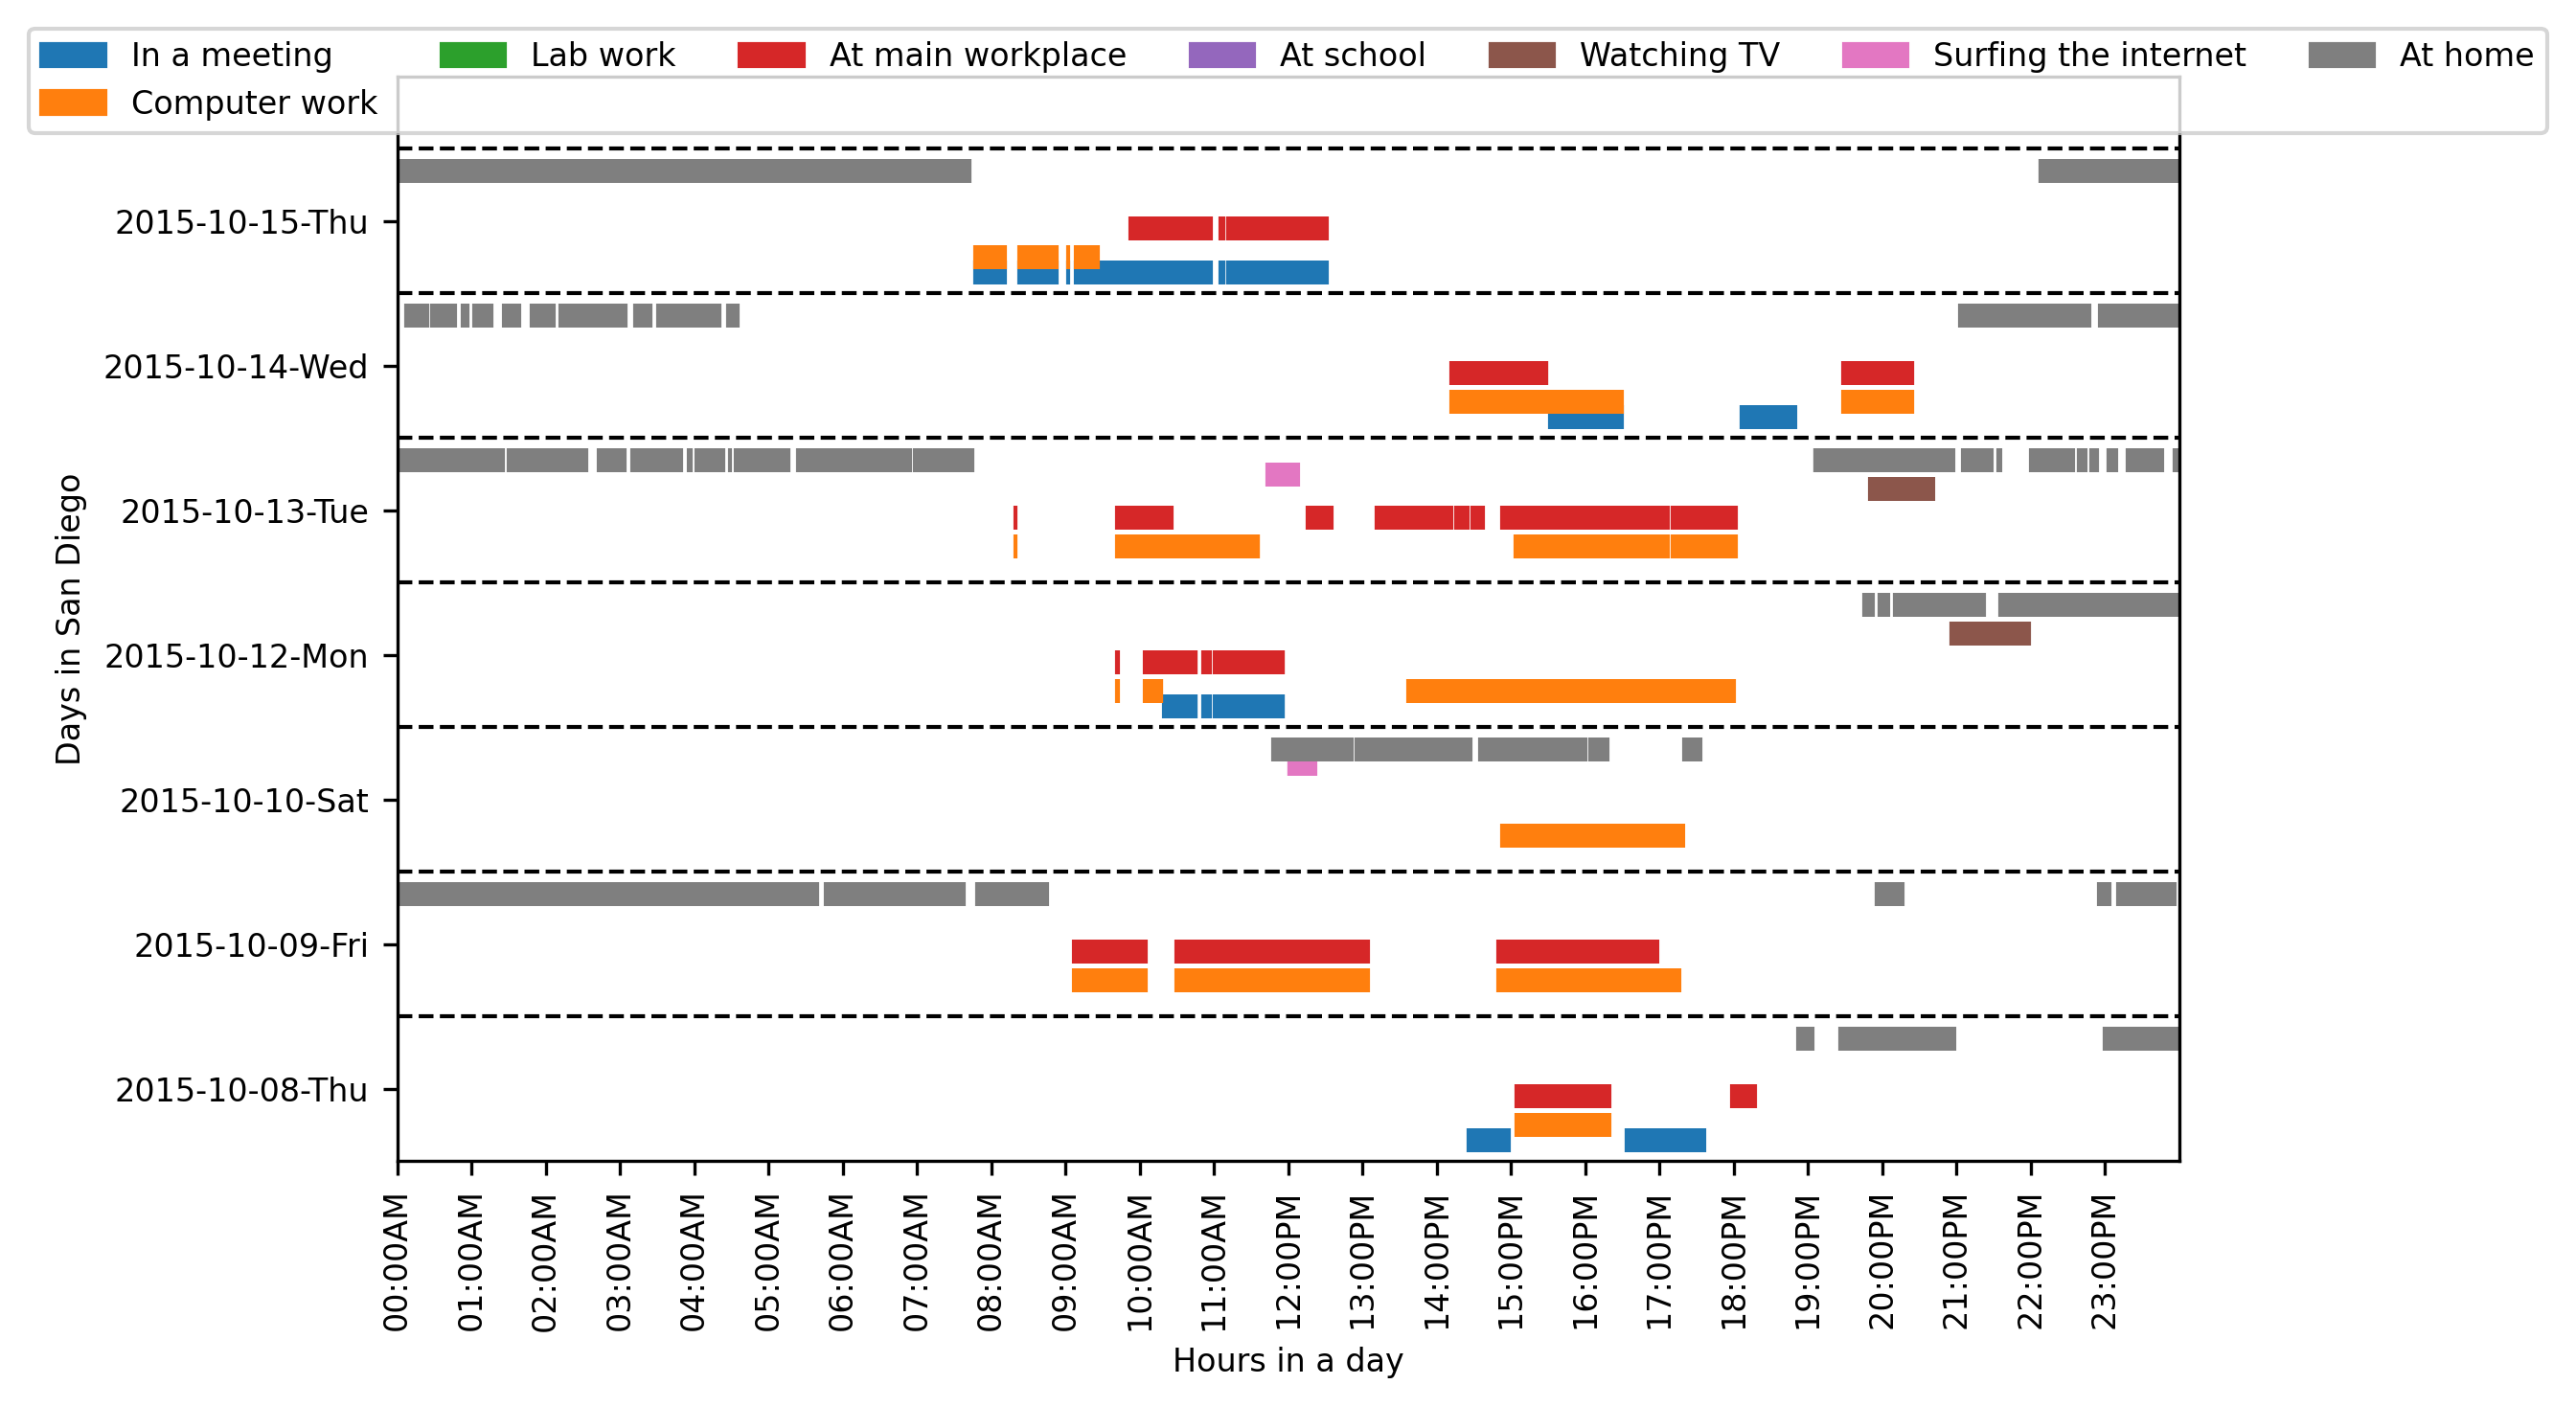 In a meeting
Computer work
Lab work
At main workplace
At school
Watching TV
Surfing the internet
At home
Days in San Diego
2015-10-15-Thu
2015-10-14-Wed
2015-10-13-Tue
2015-10-12-Mon
2015-10-10-Sat
2015-10-09-Fri
2015-10-08-Thu
00:00AM
01:00AM
02:00AM
03:00AM
04:00AM
05:00AM
06:00AM
07:00AM
08:00AM
09:00AM
10:00AM
11:00AM
12:00PM
13:00PM
14:00PM
15:00PM
16:00PM
17:00PM
18:00PM
19:00PM
20:00PM
21:00PM
22:00PM
23:00PM
Hours in a day